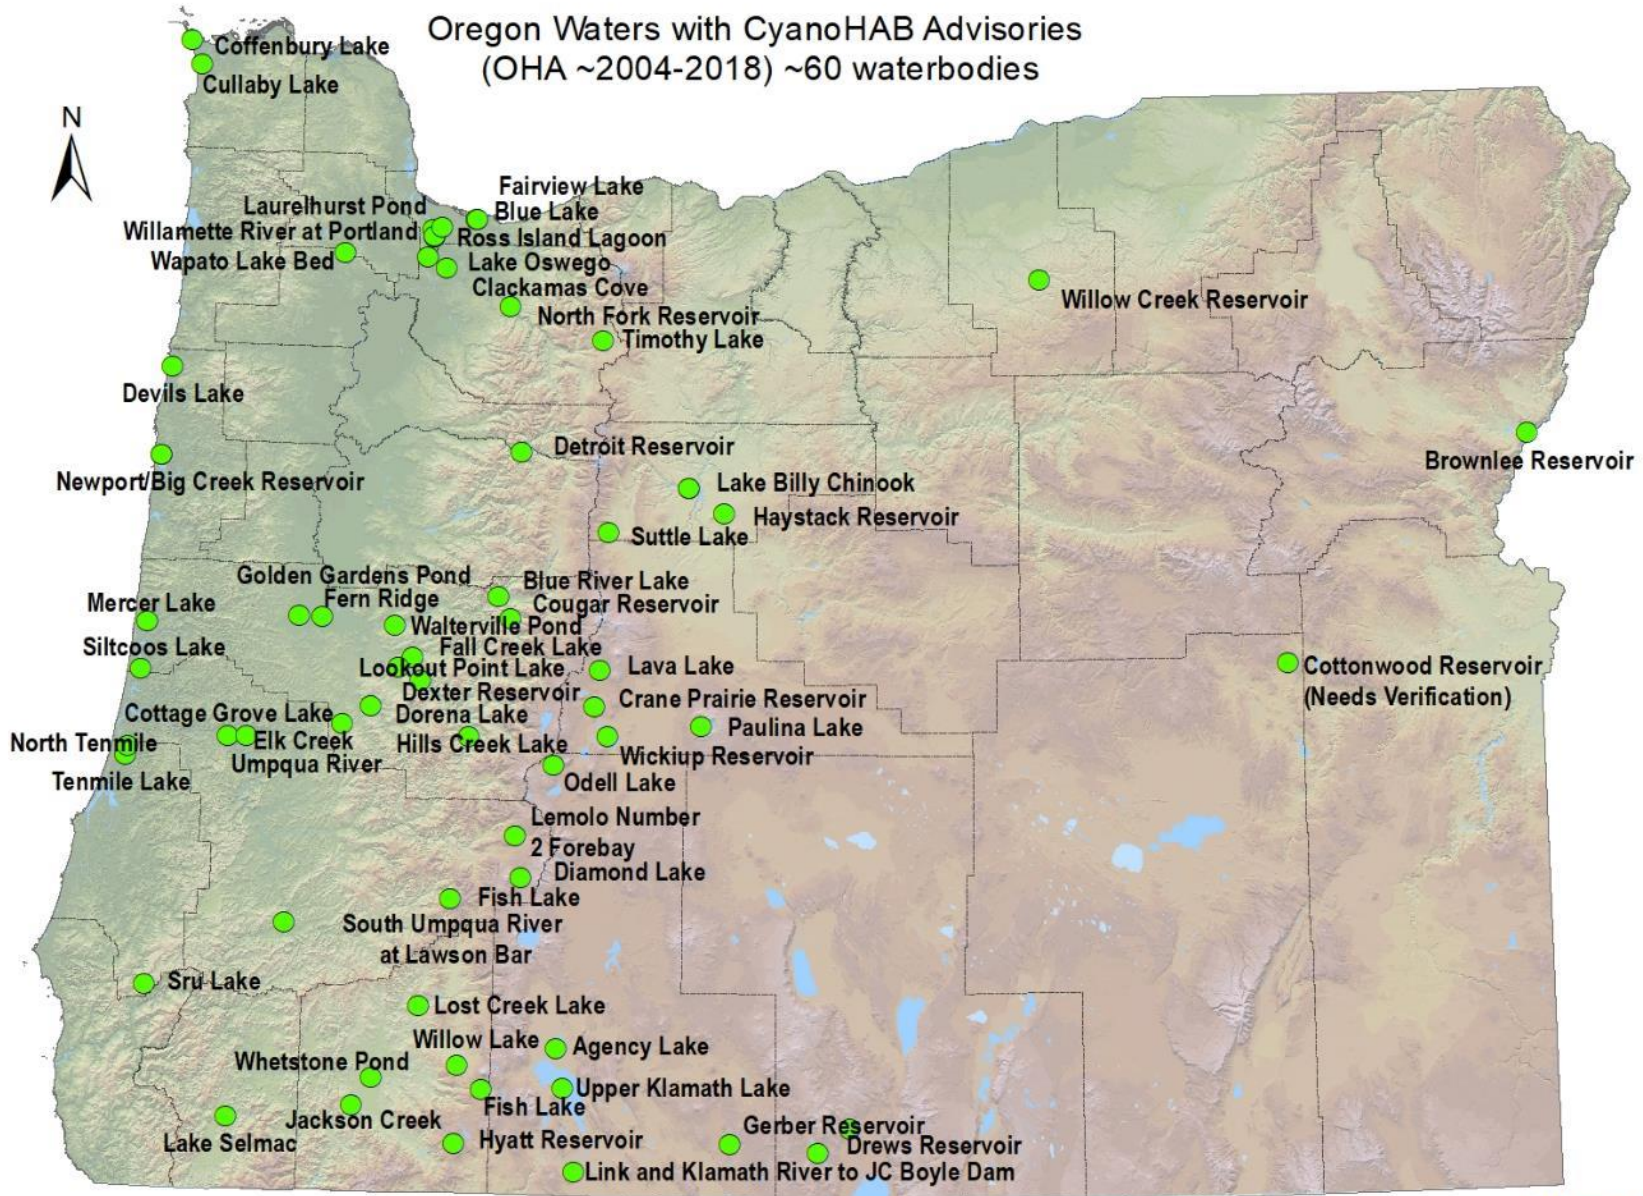 Oregon Waters with CyanoHAB Advisories
(OHA ~2004-2018) ~60 waterbodies
N
Coffenbury Lake
Cullaby Lake
Fairview Lake
Laurelhurst Pond
Blue Lake
Willamette River at Portland
Ross Island Lagoon
Wapato Lake Bed
Lake Oswego
Clackamas Cove
Willow Creek Reservoir
North Fork Reservoir
Timothy Lake
Devils Lake
Detroit Reservoir
Brownlee Reservoir
Newport/Big Creek Reservoir
Lake Billy Chinook
Haystack Reservoir
Suttle Lake
Golden Gardens Pond
Blue River Lake
Fern Ridge
Mercer Lake
Cougar Reservoir
Walterville Pond
Siltcoos Lake
Fall Creek Lake
Lookout Point Lake
Lava Lake
Cottonwood Reservoir
(Needs Verification)
Dexter Reservoir
Crane Prairie Reservoir
Cottage Grove Lake
Dorena Lake
Paulina Lake
North Tenmile
Elk Creek
Hills Creek Lake
Wickiup Reservoir
Umpqua River
Tenmile Lake
Odell Lake
Lemolo Number
2 Forebay
Diamond Lake
Fish Lake
South Umpqua River
at Lawson Bar
Sru Lake
Lost Creek Lake
Willow Lake
Agency Lake
Whetstone Pond
Upper Klamath Lake
Fish Lake
Jackson Creek
Gerber Reservoir
Lake Selmac
Hyatt Reservoir
Drews Reservoir
Link and Klamath River to JC Boyle Dam